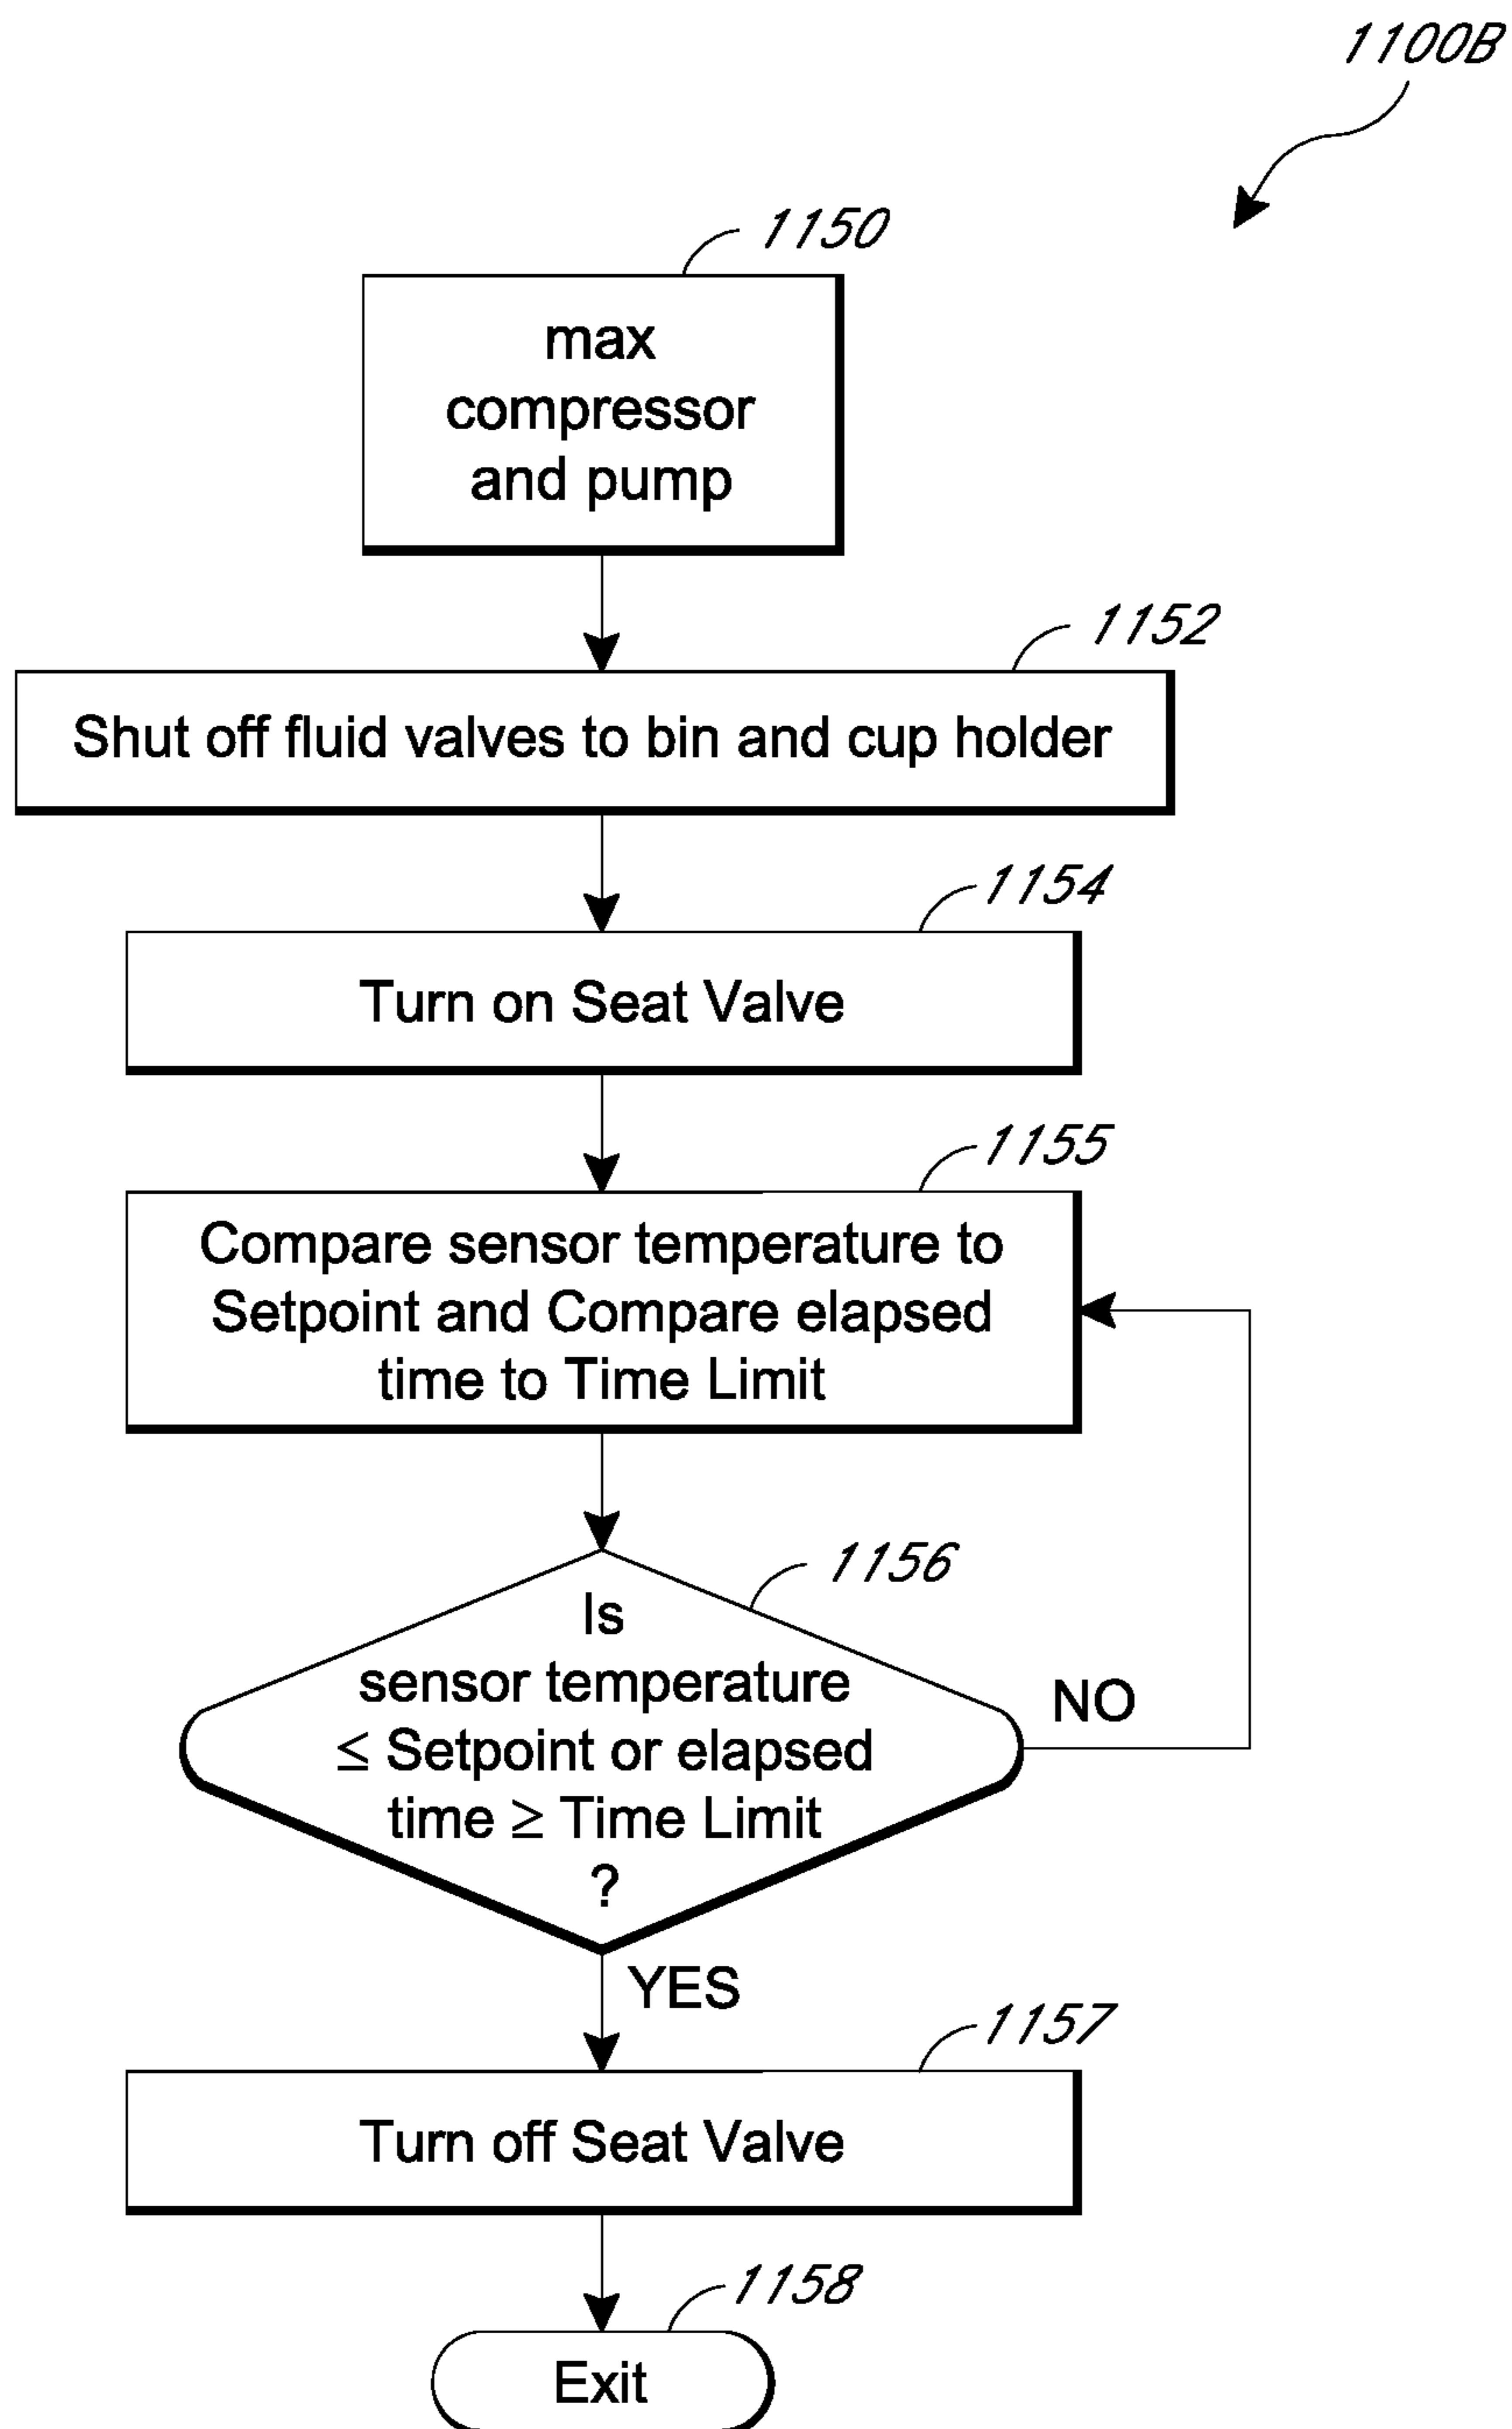 1100B
1150
max
compressor
and pump
1152
Shut off fluid valves to bin and cup holder
1154
Turn on Seat Valve
1155
Compare sensor temperature to
Setpoint and Compare elapsed
time to Time Limit
1156
Is
sensor temperature
≤ Setpoint or elapsed
time ≥ Time Limit
?
NO
YES
1157
Turn off Seat Valve
1158
Exit